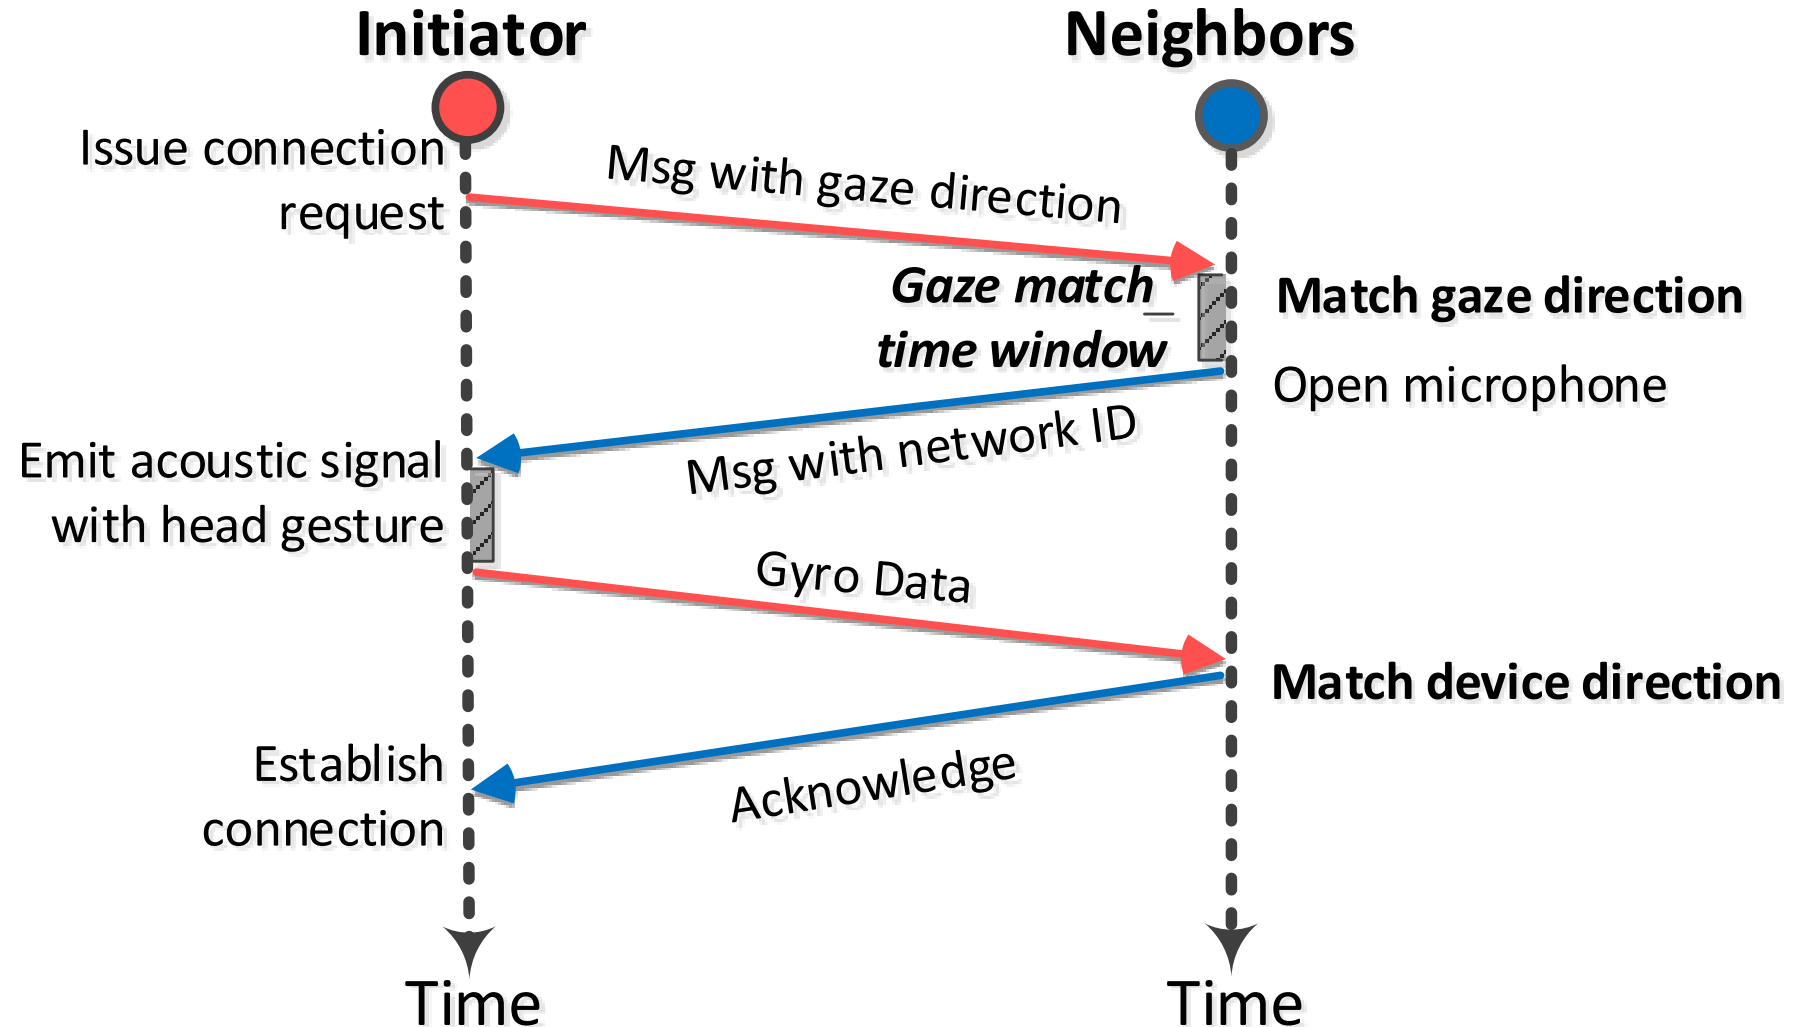 Initiator
Neighbors
Issue connection
request
Msg with gaze direction
Gaze match
time window
Match gaze direction
Open microphone
Msg with network ID
Emit acoustic signal
with head gesture
Gyro Data
Match device direction
Acknowledge
Establish
connection
Time
Time